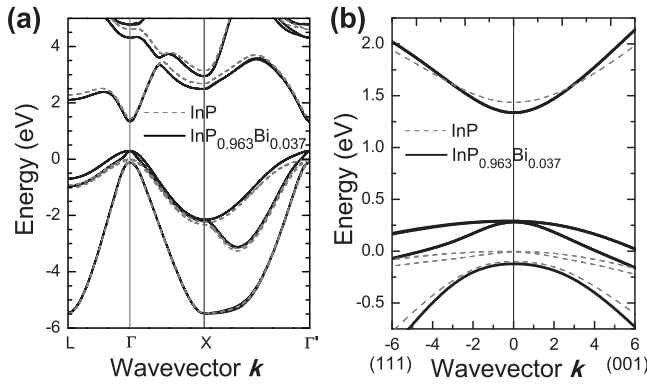 (a)
Energy (eV)
4
2
0
-2
-4
-6
InP
InP0.963Bi0.037
L Γ X Γ'
Wavevector k
(b)
Energy (eV)
2.0
1.5
1.0
0.5
0.0
-0.5
InP
InP0.963Bi0.037
-6 -4 -2 0 2 4 6
(111) Wavevector k (001)